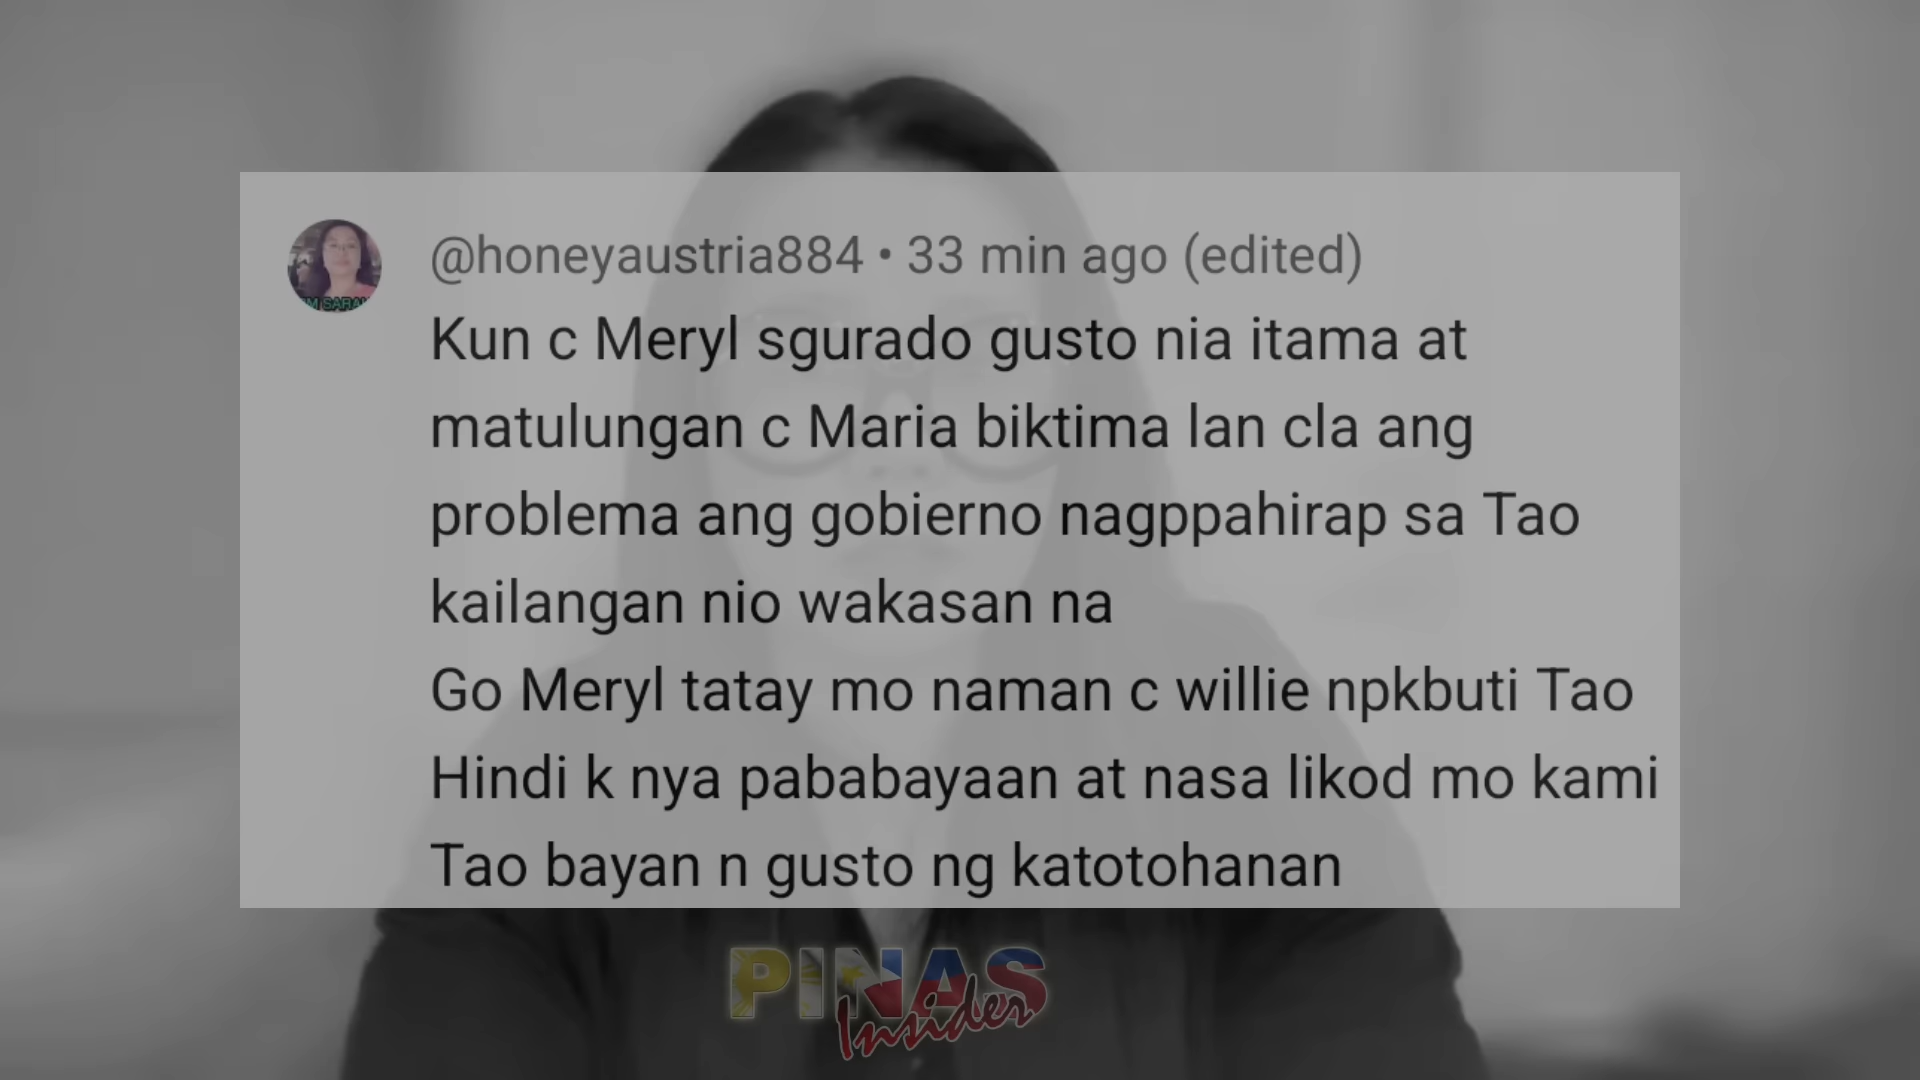 @honeyaustria884 • 33 min ago (edited)
Kun c Meryl sgurado gusto nia itama at
matulungan c Maria biktima lan cla ang
problema ang gobierno nagppahirap sa Tao
kailangan nio wakasan na
Go Meryl tatay mo naman c willie npkbuti Tao
Hindi k nya pababayaan at nasa likod mo kami
Tao bayan n gusto ng katotohanan
PINAS
Insider